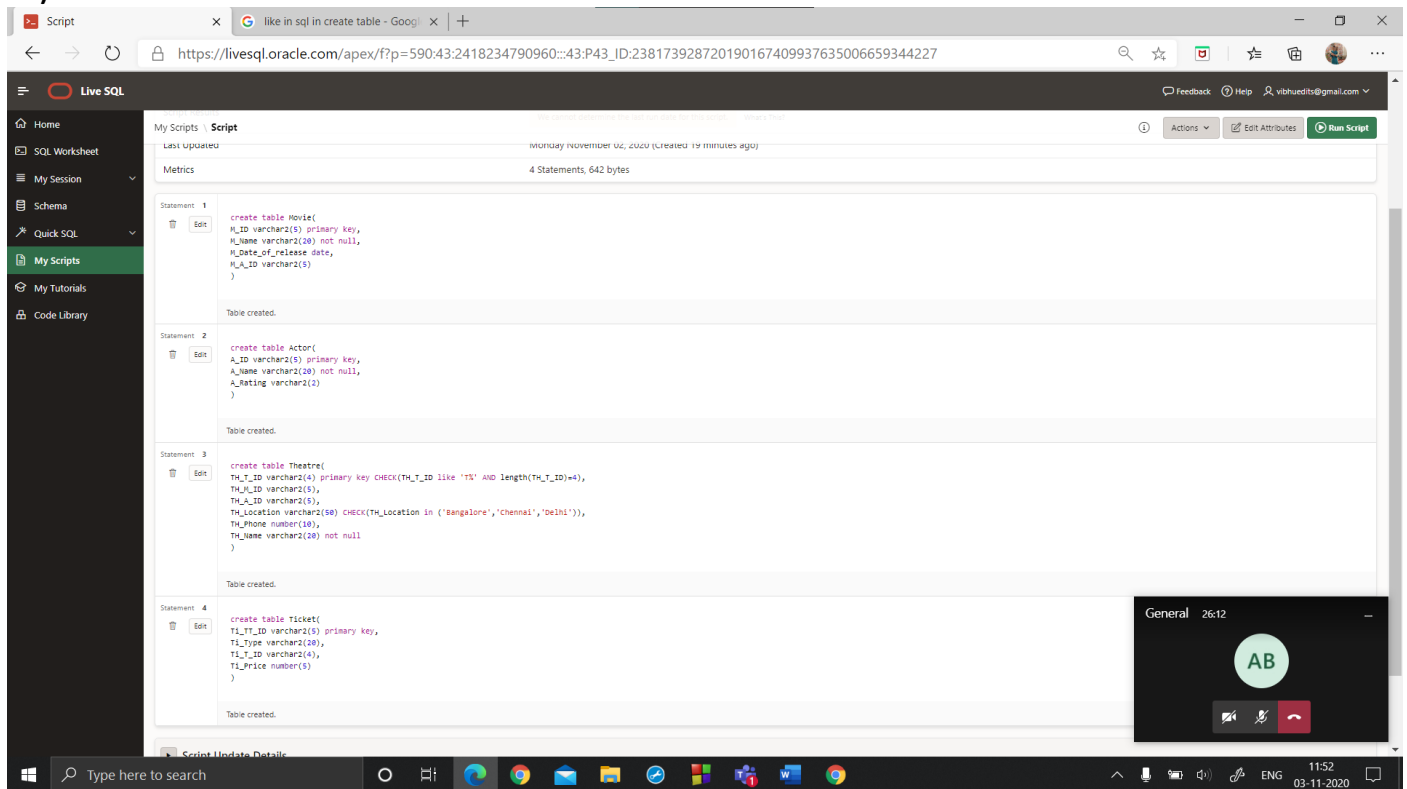 Script
like in sql in create table - Googl
https://livesql.oracle.com/apex/f?p=590:43:2418234790960:::43:P43_ID:238173928720190167409937635006659344227
Live SQL
Feedback
Help
vibhuedits@gmail.com
Home
SQL Worksheet
My Session
Schema
Quick SQL
My Scripts
My Tutorials
Code Library
My Scripts \ Script
Actions
Edit Attributes
Run Script
Last Updated Monday November 02, 2020 (Created 19 minutes ago)
Metrics 4 Statements, 642 bytes
Statement 1
Edit
create table Movie(
M_ID varchar2(5) primary key,
M_Name varchar2(20) not null,
M_Date_of_release date,
M_A_ID varchar2(5)
)
Table created.
Statement 2
Edit
create table Actor(
A_ID varchar2(5) primary key,
A_Name varchar2(20) not null,
A_Rating varchar2(2)
)
Table created.
Statement 3
Edit
create table Theatre(
TH_T_ID varchar2(4) primary key CHECK(TH_T_ID like 'T%' AND length(TH_T_ID)=4),
TH_M_ID varchar2(5),
TH_A_ID varchar2(5),
TH_Location varchar2(50) CHECK(TH_Location in ('Bangalore','Chennai','Delhi')),
TH_Phone number(10),
TH_Name varchar2(20) not null
)
Table created.
Statement 4
Edit
create table Ticket(
Ti_TT_ID varchar2(5) primary key,
Ti_Type varchar2(20),
Ti_T_ID varchar2(4),
Ti_Price number(5)
)
Table created.
Script Update Details
General 26:12
AB
Type here to search
ENG
11:52
03-11-2020